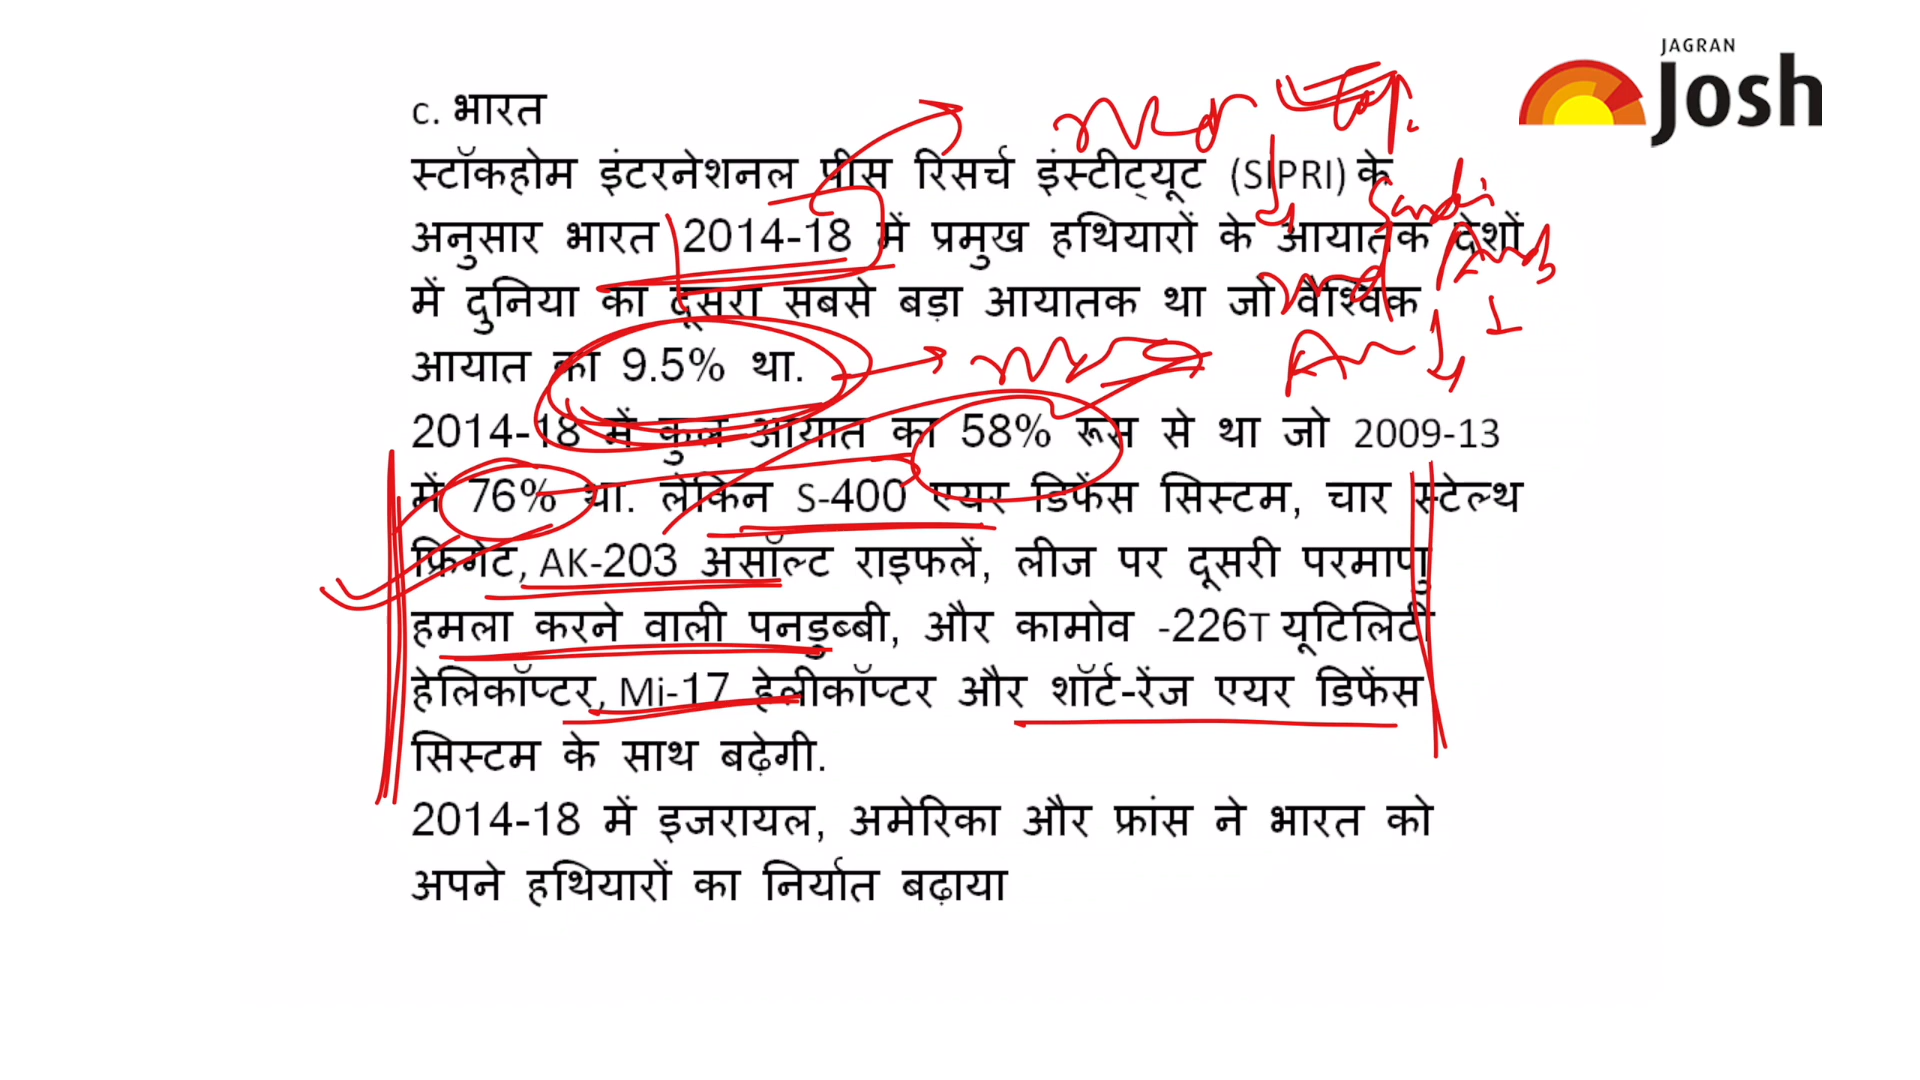 JAGRAN
Josh
c. भारत
स्टॉकहोम इंटरनेशनल पीस रिसर्च इंस्टीट्यूट (SIPRI) के
अनुसार भारत 2014-18 में प्रमुख हथियारों के आयातक देशों
में दुनिया का दूसरा सबसे बड़ा आयातक था जो वैश्विक
आयात का 9.5% था.
2014-18 में कुल आयात का 58% रूस से था जो 2009-13
में 76% था. लेकिन S-400 एयर डिफेंस सिस्टम, चार स्टेल्थ
फ्रिगेट, AK-203 असॉल्ट राइफलें, लीज पर दूसरी परमाणु
हमला करने वाली पनडुब्बी, और कामोव -226T यूटिलिटी
हेलिकॉप्टर, Mi-17 हेलीकॉप्टर और शॉर्ट-रेंज एयर डिफेंस
सिस्टम के साथ बढ़ेगी.
2014-18 में इजरायल, अमेरिका और फ्रांस ने भारत को
अपने हथियारों का निर्यात बढ़ाया